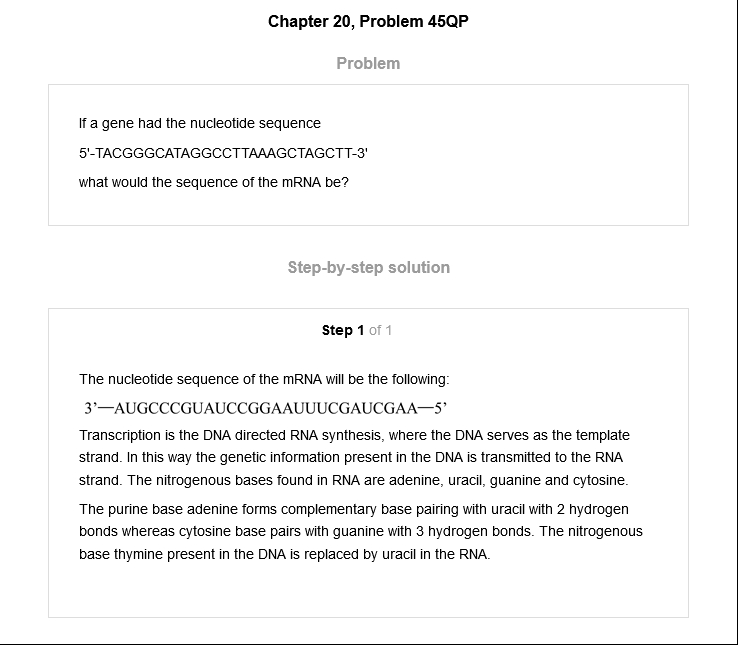 Chapter 20, Problem 45QP
Problem
If a gene had the nucleotide sequence
5'-TACGGGCATAGGCCTTAAAGCTAGCTT-3'
what would the sequence of the mRNA be?
Step-by-step solution
Step 1 of 1
The nucleotide sequence of the mRNA will be the following:
3’—AUGCCCGUAUCCGGAAUUUCGAUCGAA—5’
Transcription is the DNA directed RNA synthesis, where the DNA serves as the template
strand. In this way the genetic information present in the DNA is transmitted to the RNA
strand. The nitrogenous bases found in RNA are adenine, uracil, guanine and cytosine.
The purine base adenine forms complementary base pairing with uracil with 2 hydrogen
bonds whereas cytosine base pairs with guanine with 3 hydrogen bonds. The nitrogenous
base thymine present in the DNA is replaced by uracil in the RNA.